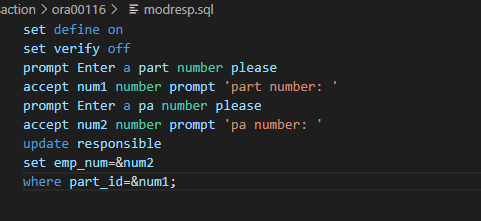 saction > ora00116 > modresp.sql
set define on
set verify off
prompt Enter a part number please
accept num1 number prompt 'part number: '
prompt Enter a pa number please
accept num2 number prompt 'pa number: '
update responsible
set emp_num=&num2
where part_id=&num1;